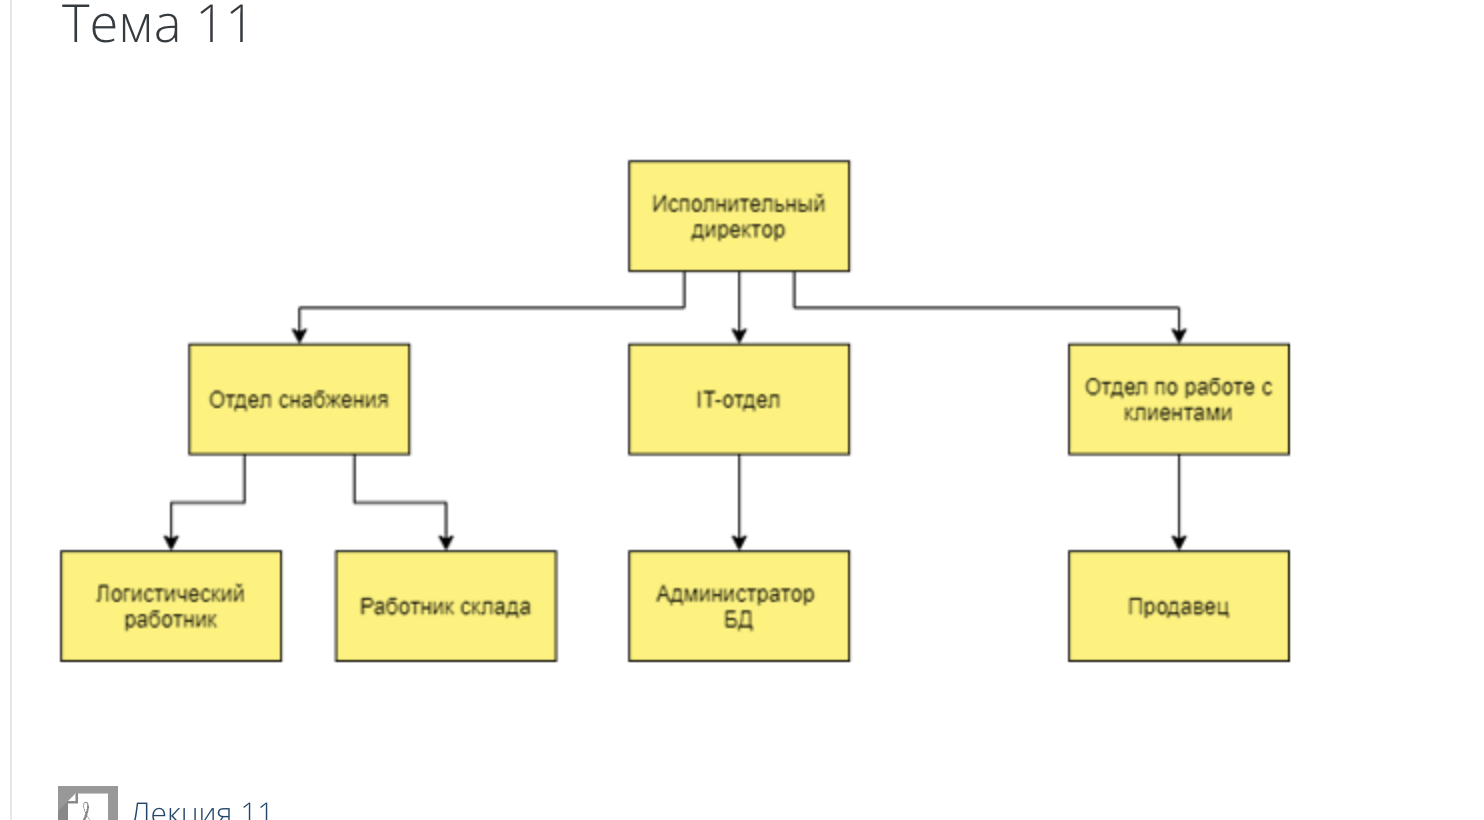 Тема 11
Исполнительный
директор
Отдел снабжения
IT-отдел
Отдел по работе с
клиентами
Логистический
работник
Работник склада
Администратор
БД
Продавец
Лекция 11